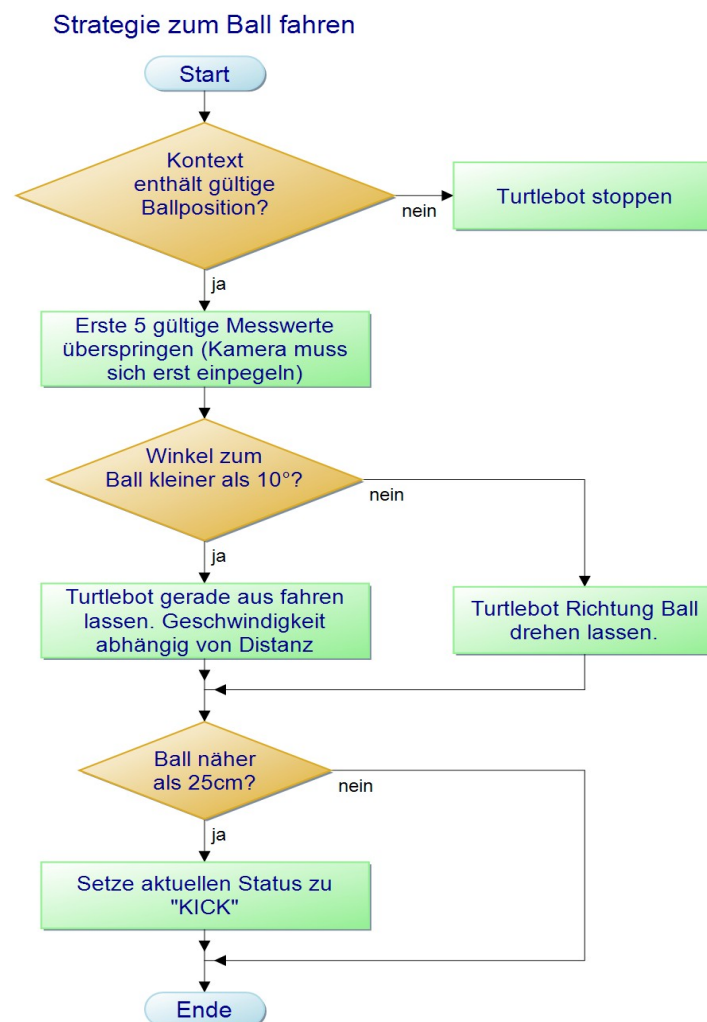 Strategie zum Ball fahren
Start
Kontext
enthält gültige
Ballposition?
nein
Turtlebot stoppen
ja
Erste 5 gültige Messwerte
überspringen (Kamera muss
sich erst einpegeln)
Winkel zum
Ball kleiner als 10°?
nein
ja
Turtlebot gerade aus fahren
lassen. Geschwindigkeit
abhängig von Distanz
Turtlebot Richtung Ball
drehen lassen.
Ball näher
als 25cm?
nein
ja
Setze aktuellen Status zu
"KICK"
Ende